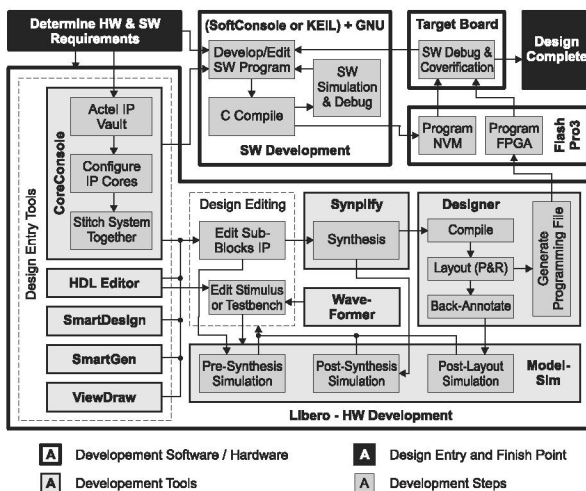 Determine HW & SW
Requirements
(SoftConsole or KEIL) + GNU
Develop/Edit
SW Program
SW
Simulation
& Debug
C Compile
SW Development
Target Board
SW Debug &
Coverification
Design
Complete
Program
NVM
Program
FPGA
Flash
Pro3
Design Entry Tools
CoreConsole
Actel IP
Vault
Configure
IP Cores
Stitch System
Together
HDL Editor
SmartDesign
SmartGen
ViewDraw
Design Editing
Edit Sub-
Blocks IP
Edit Stimulus
or Testbench
Synplify
Synthesis
Wave-
Former
Designer
Compile
Layout (P&R)
Back-Annotate
Generate
Programming File
Pre-Synthesis
Simulation
Post-Synthesis
Simulation
Post-Layout
Simulation
Model-
Sim
Libero - HW Development
A Developement Software / Hardware
A Design Entry and Finish Point
A Developement Tools
A Development Steps